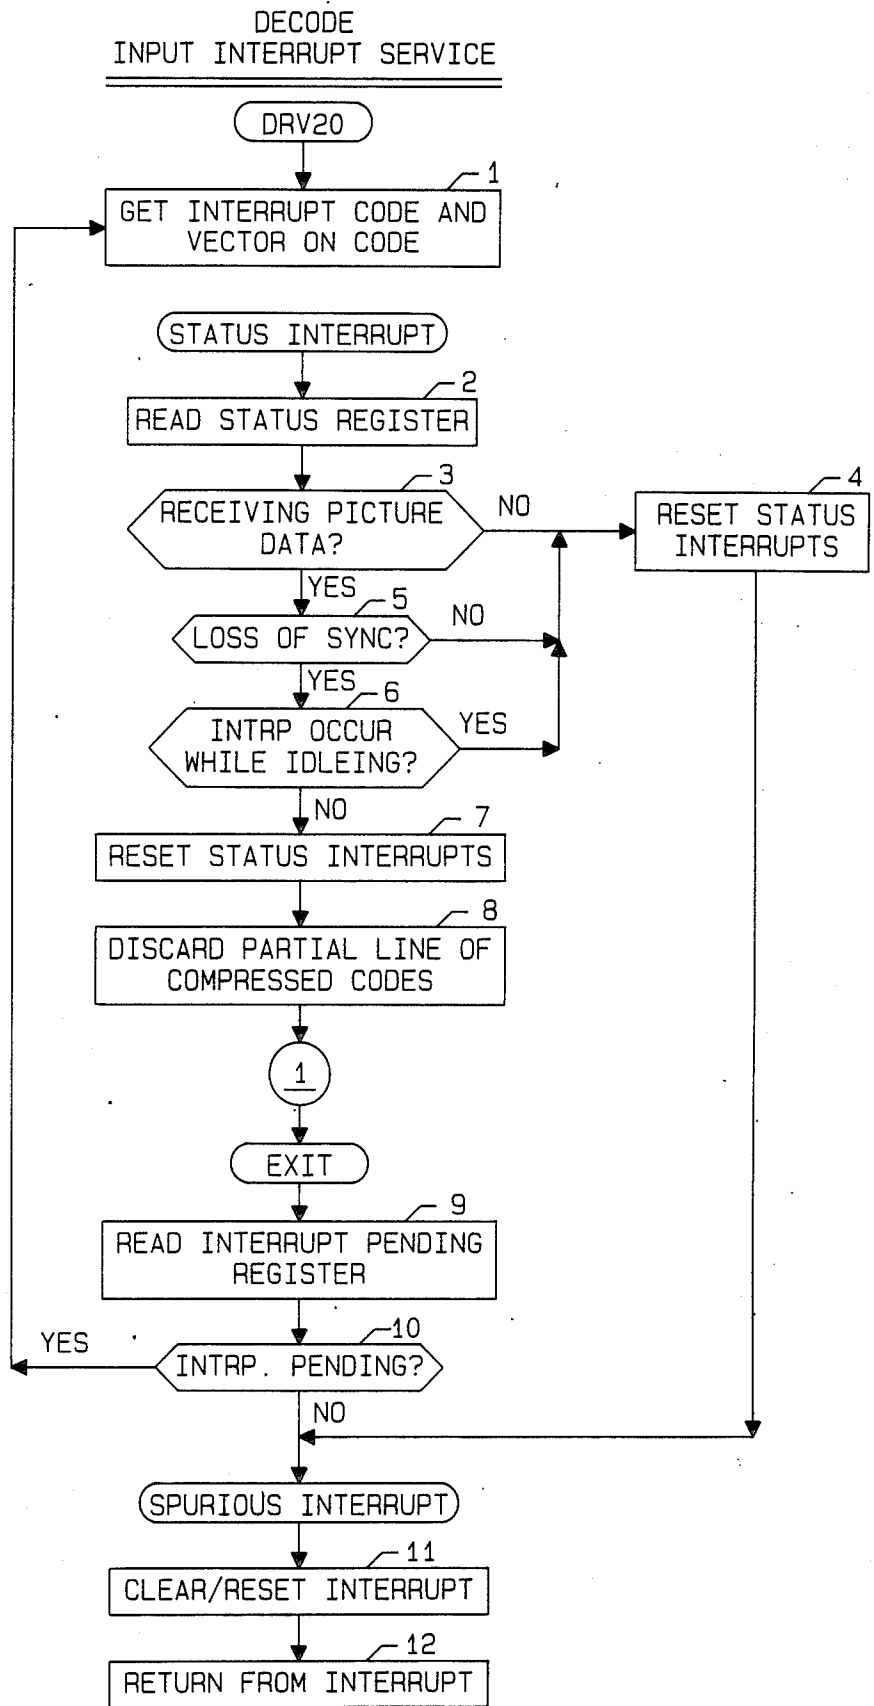 DECODE
INPUT INTERRUPT SERVICE
DRV20
1
GET INTERRUPT CODE AND
VECTOR ON CODE
STATUS INTERRUPT
2
READ STATUS REGISTER
3
RECEIVING PICTURE
DATA?
NO
4
RESET STATUS
INTERRUPTS
YES
5
LOSS OF SYNC?
NO
YES
6
INTRP OCCUR
WHILE IDLEING?
YES
NO
7
RESET STATUS INTERRUPTS
8
DISCARD PARTIAL LINE OF
COMPRESSED CODES
1
EXIT
9
READ INTERRUPT PENDING
REGISTER
10
INTRP. PENDING?
YES
NO
SPURIOUS INTERRUPT
11
CLEAR/RESET INTERRUPT
12
RETURN FROM INTERRUPT